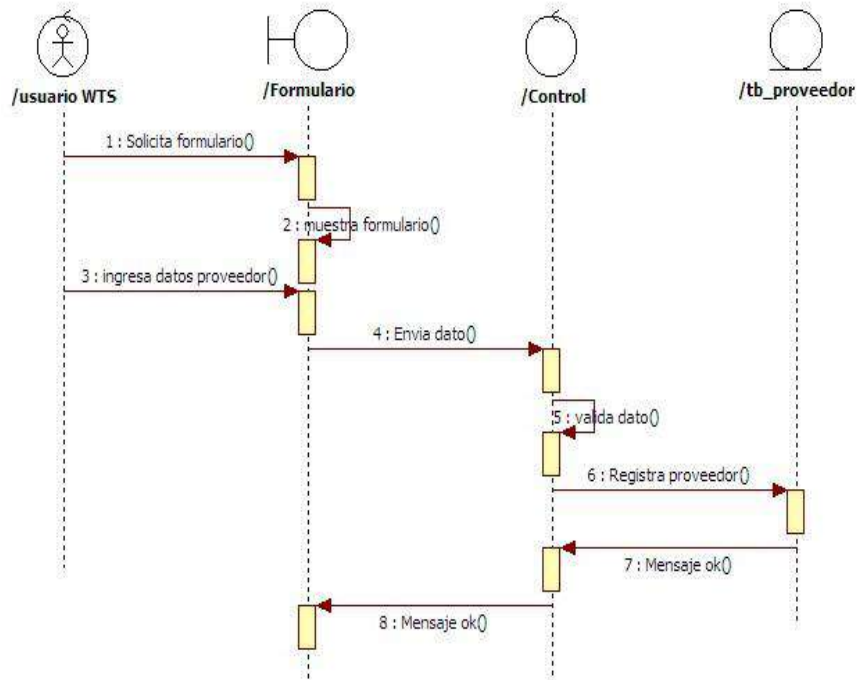 /usuario WTS
/Formulario
/Control
/tb_proveedor
1 : Solicita formulario()
2 : muestra formulario()
3 : ingresa datos proveedor()
4 : Envia dato()
5 : valida dato()
6 : Registra proveedor()
7 : Mensaje ok()
8 : Mensaje ok()